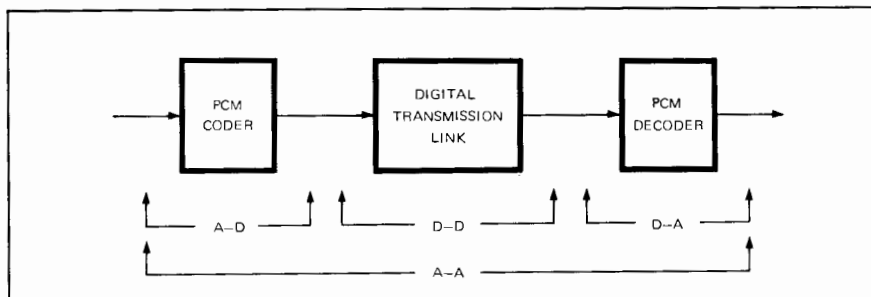 PCM
CODER
DIGITAL
TRANSMISSION
LINK
PCM
DECODER
A–D
D–D
D–A
A–A